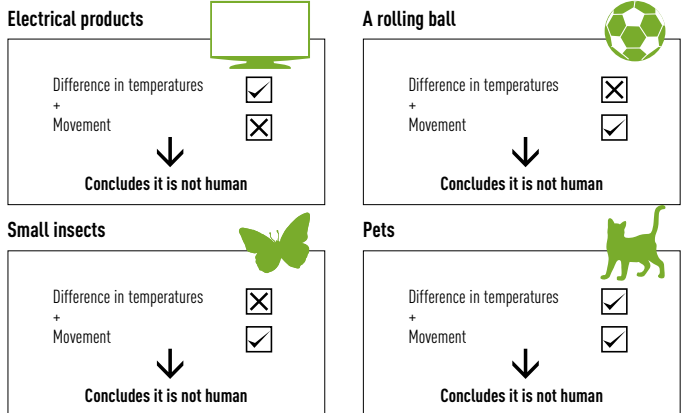 Electrical products
Difference in temperatures
+
Movement
Concludes it is not human
A rolling ball
Difference in temperatures
+
Movement
Concludes it is not human
Small insects
Difference in temperatures
+
Movement
Concludes it is not human
Pets
Difference in temperatures
+
Movement
Concludes it is not human